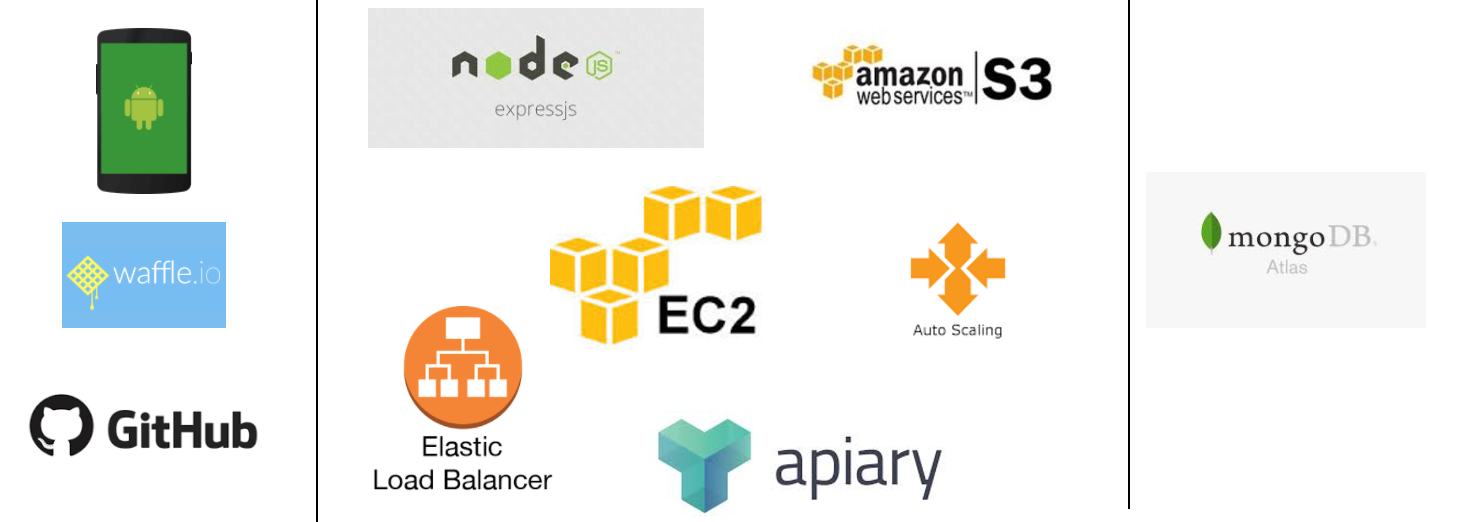 waffle.io
GitHub
node
JS
expressjs
amazon
web services™
S3
EC2
Auto Scaling
Elastic
Load Balancer
apiary
mongoDB
Atlas